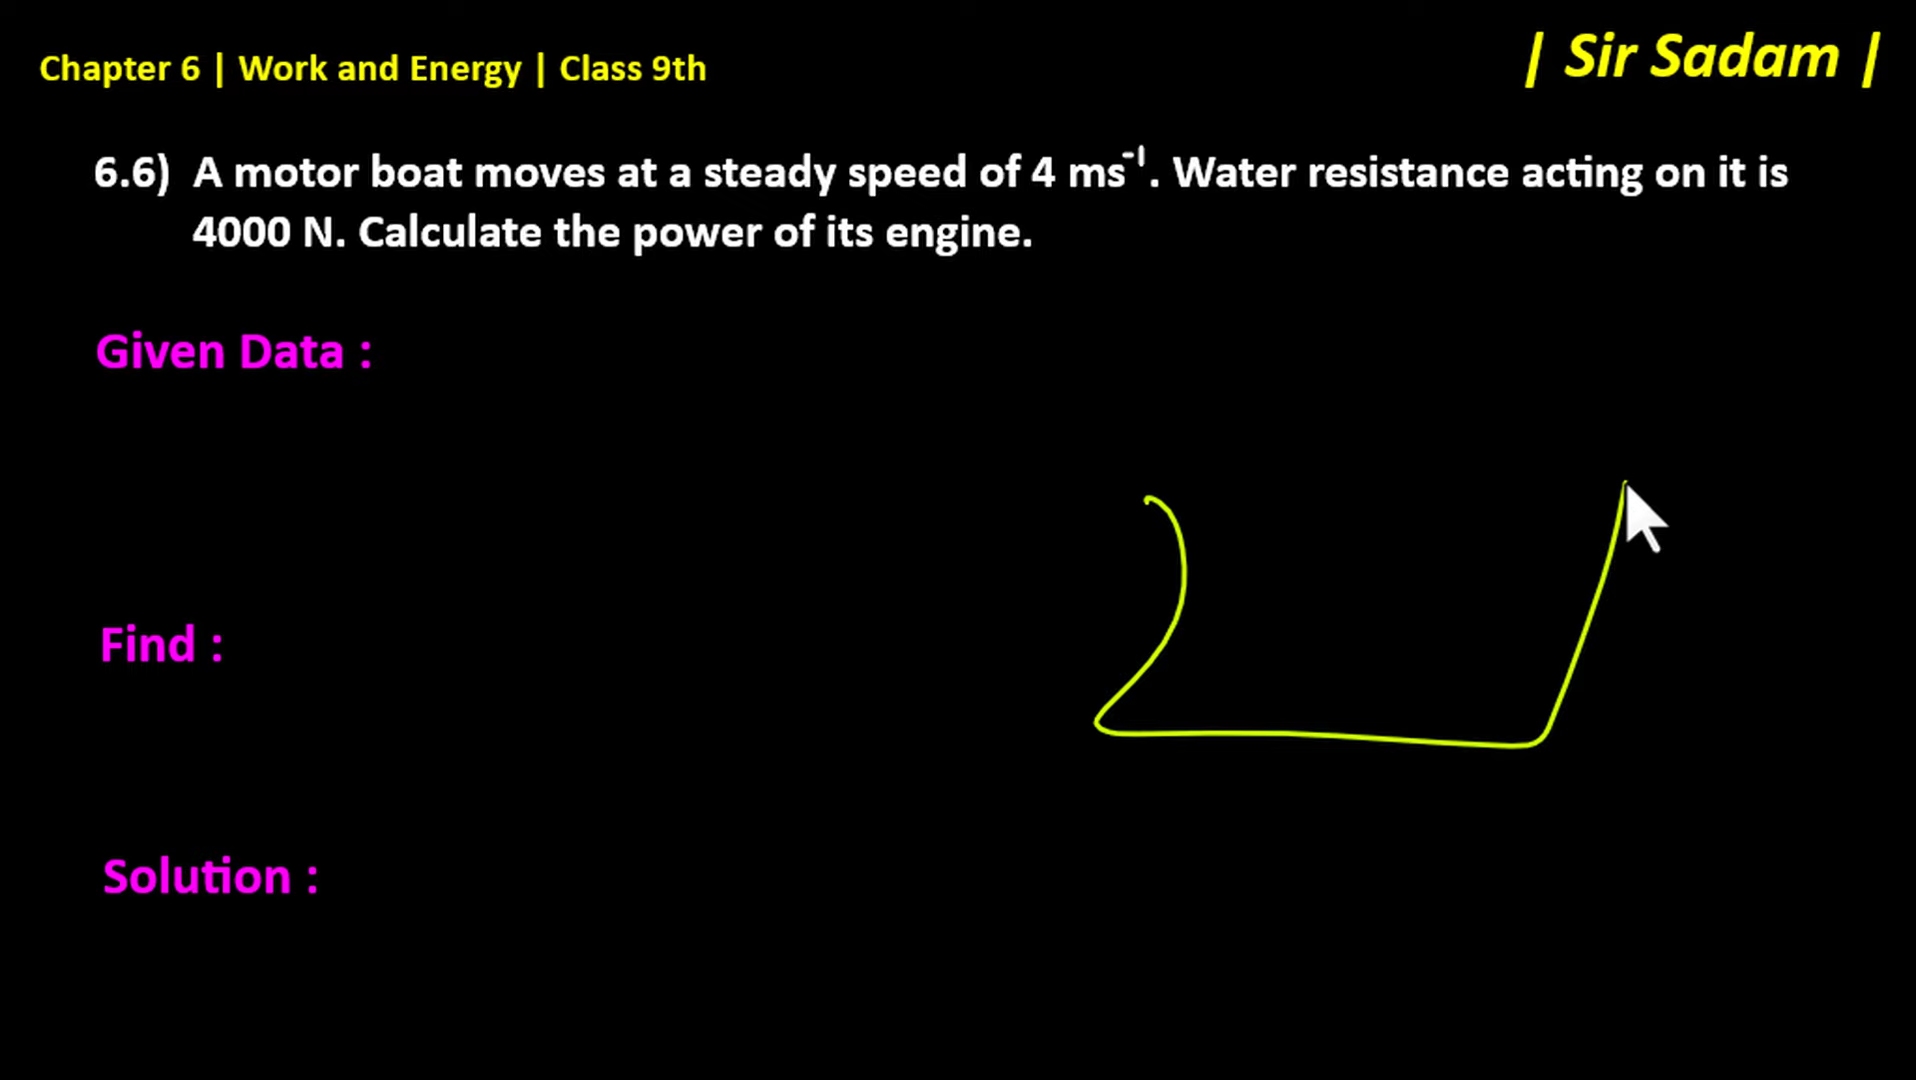 Chapter 6 | Work and Energy | Class 9th
| Sir Sadam |
6.6) A motor boat moves at a steady speed of 4 ms⁻¹. Water resistance acting on it is
4000 N. Calculate the power of its engine.
Given Data :
Find :
Solution :